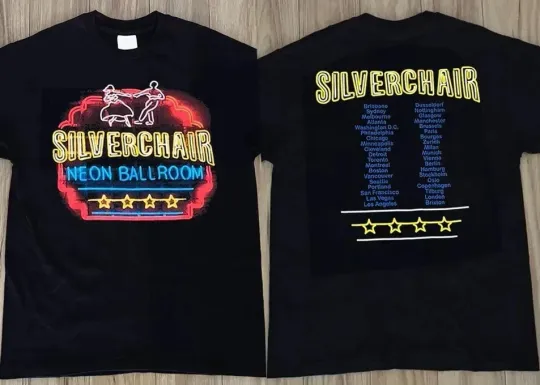 SILVERCHAIR
NEON BALLROOM
SILVERCHAIR
Brisbane
Sydney
Melbourne
Atlanta
Washington D.C.
Philadelphia
Chicago
Minneapolis
Cleveland
Detroit
Toronto
Montreal
Boston
Vancouver
Seattle
Portland
San Francisco
Las Vegas
Los Angeles
Dusseldorf
Nottingham
Glasgow
Manchester
Brussels
Paris
Bourges
Zurich
Milan
Munich
Vienna
Berlin
Hamburg
Stockholm
Oslo
Copenhagen
Tilburg
London
Brixton